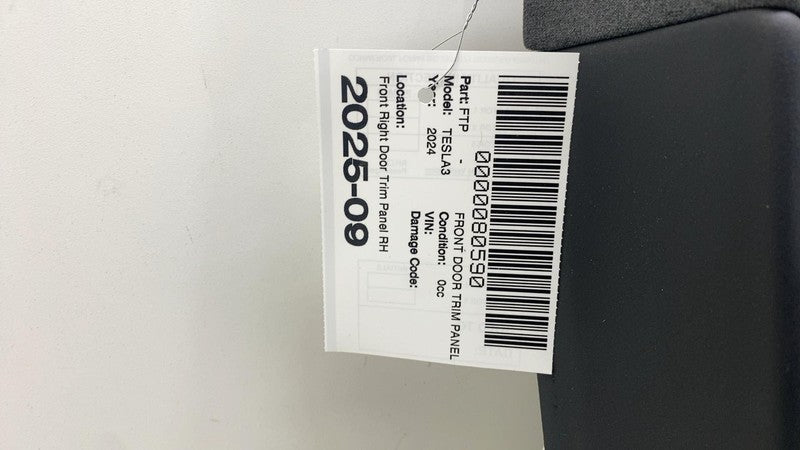 0000080590
Part: FTP - FRONT DOOR TRIM PANEL
Model: TESLA3 Condition: 0cc
Year: 2024 VIN:
Damage Code:
Location:
Front Right Door Trim Panel RH
2025-09